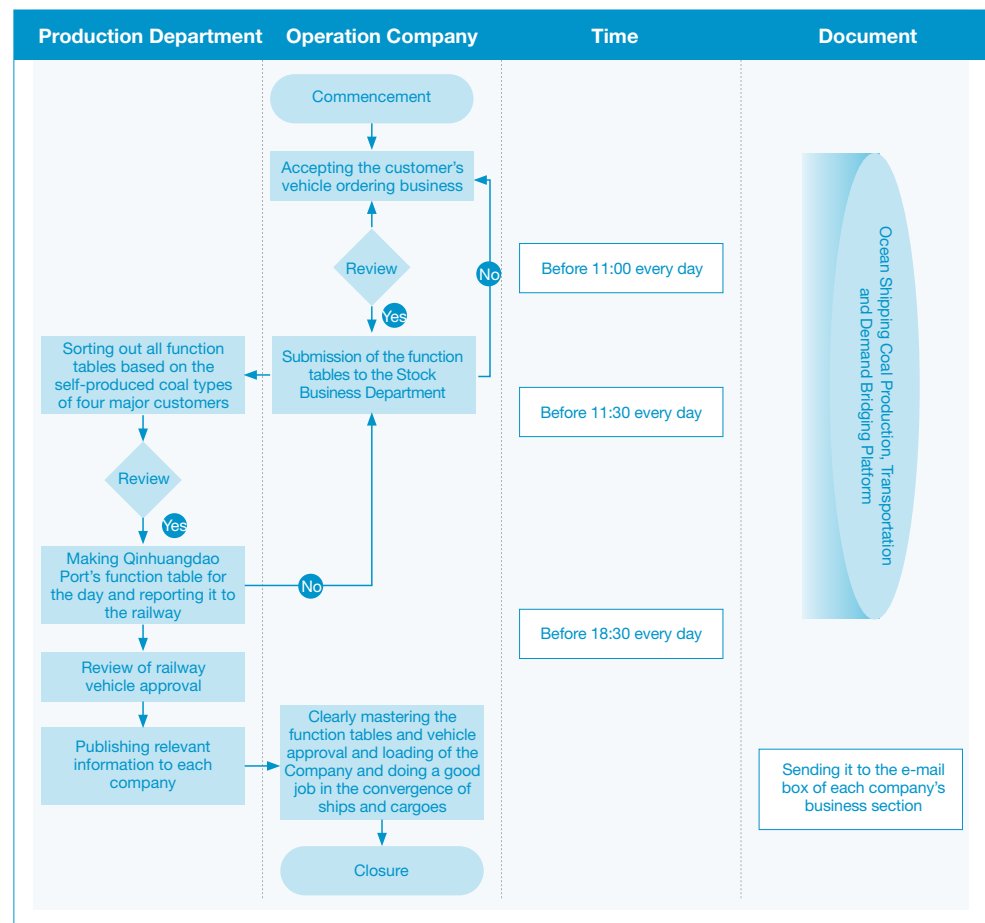 Production Department
Operation Company
Time
Document
Commencement
Accepting the customer's
vehicle ordering business
Review
No
Yes
Before 11:00 every day
Sorting out all function
tables based on the
self-produced coal types
of four major customers
Submission of the function
tables to the Stock
Business Department
Before 11:30 every day
Ocean Shipping Coal Production, Transportation
and Demand Bridging Platform
Review
Yes
Making Qinhuangdao
Port's function table for
the day and reporting it to
the railway
No
Before 18:30 every day
Review of railway
vehicle approval
Publishing relevant
information to each
company
Clearly mastering the
function tables and vehicle
approval and loading of the
Company and doing a good
job in the convergence of
ships and cargoes
Sending it to the e-mail
box of each company's
business section
Closure